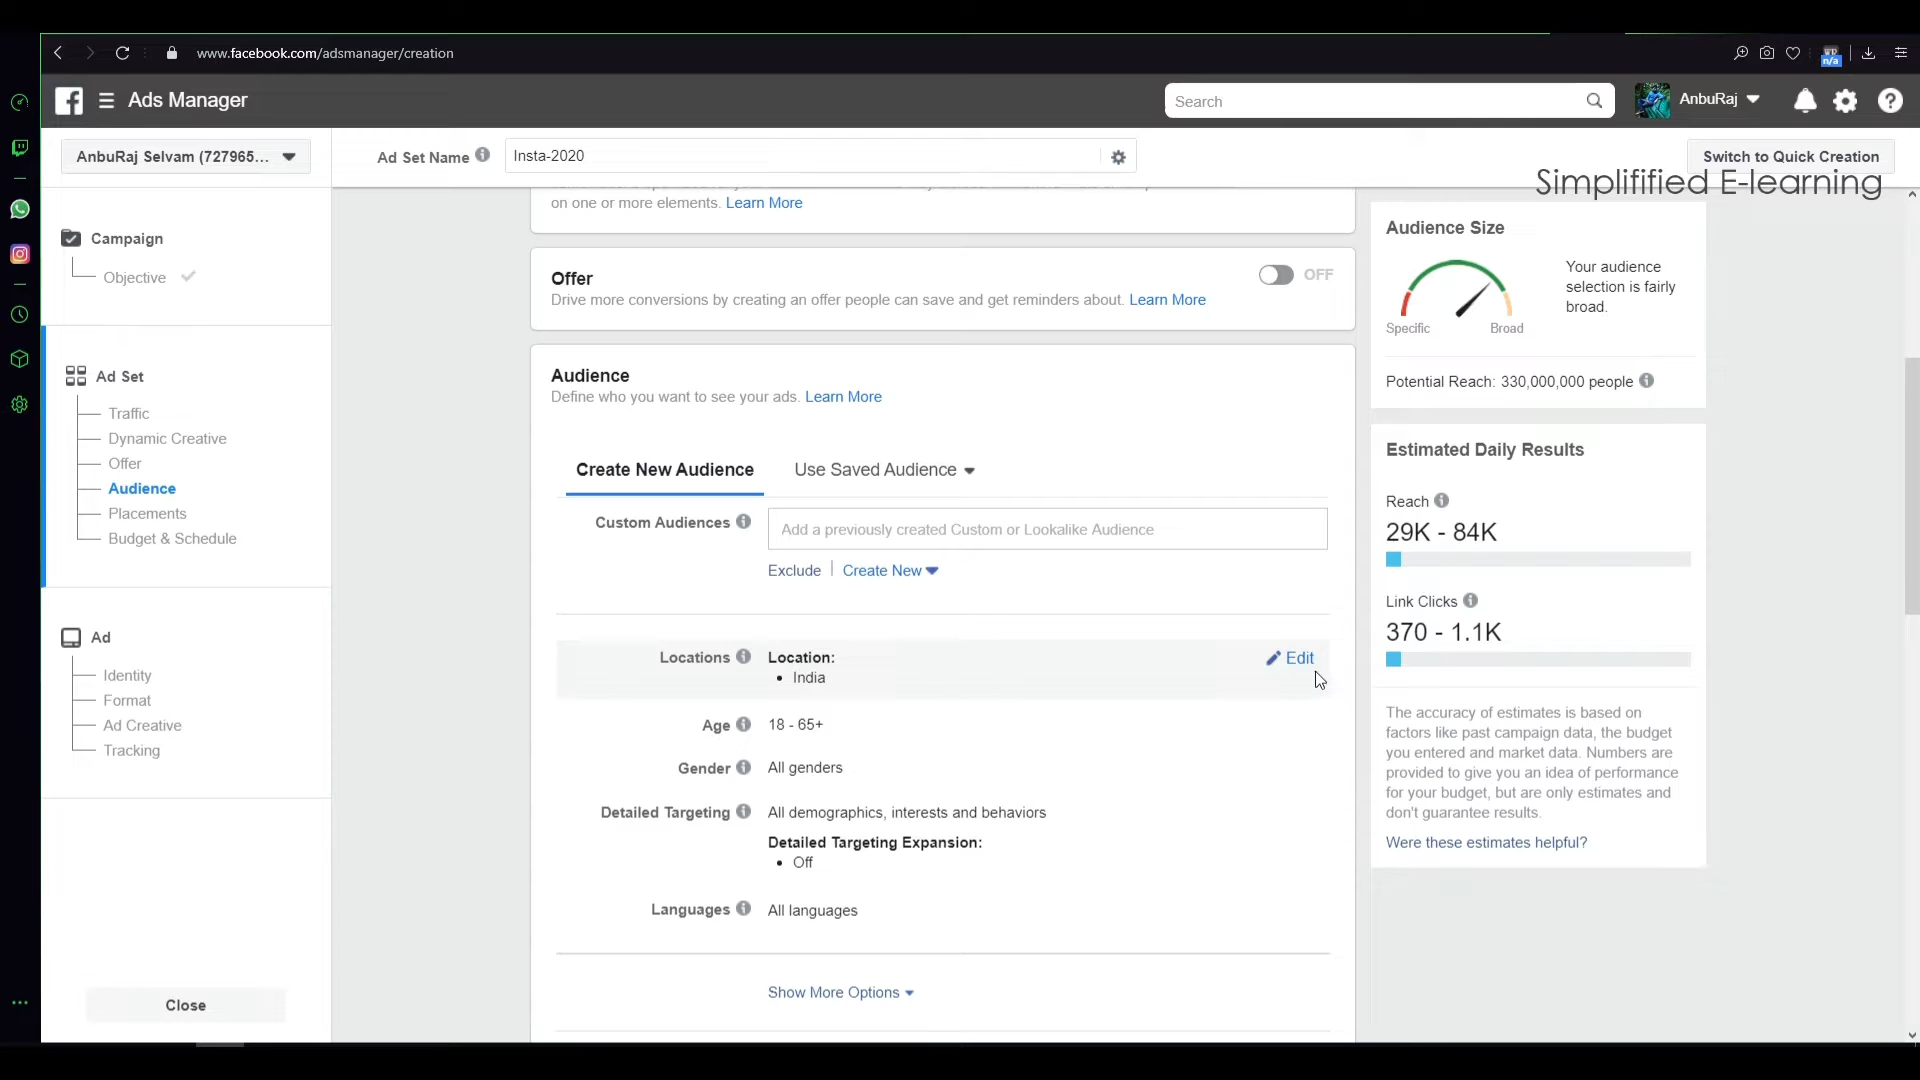 www.facebook.com/adsmanager/creation
n/a
Ads Manager
Search
AnbuRaj
AnbuRaj Selvam (727965...
Ad Set Name
Insta-2020
Switch to Quick Creation
Simplifified E-learning
on one or more elements. Learn More
Campaign
Objective
Ad Set
Traffic
Dynamic Creative
Offer
Audience
Placements
Budget & Schedule
Ad
Identity
Format
Ad Creative
Tracking
Close
Offer
OFF
Drive more conversions by creating an offer people can save and get reminders about. Learn More
Audience
Define who you want to see your ads. Learn More
Create New Audience
Use Saved Audience
Custom Audiences
Add a previously created Custom or Lookalike Audience
Exclude
Create New
Locations
Location:
• India
Edit
Age
18 - 65+
Gender
All genders
Detailed Targeting
All demographics, interests and behaviors
Detailed Targeting Expansion:
• Off
Languages
All languages
Show More Options
Audience Size
Your audience
selection is fairly
broad.
Specific
Broad
Potential Reach: 330,000,000 people
Estimated Daily Results
Reach
29K - 84K
Link Clicks
370 - 1.1K
The accuracy of estimates is based on
factors like past campaign data, the budget
you entered and market data. Numbers are
provided to give you an idea of performance
for your budget, but are only estimates and
don't guarantee results.
Were these estimates helpful?